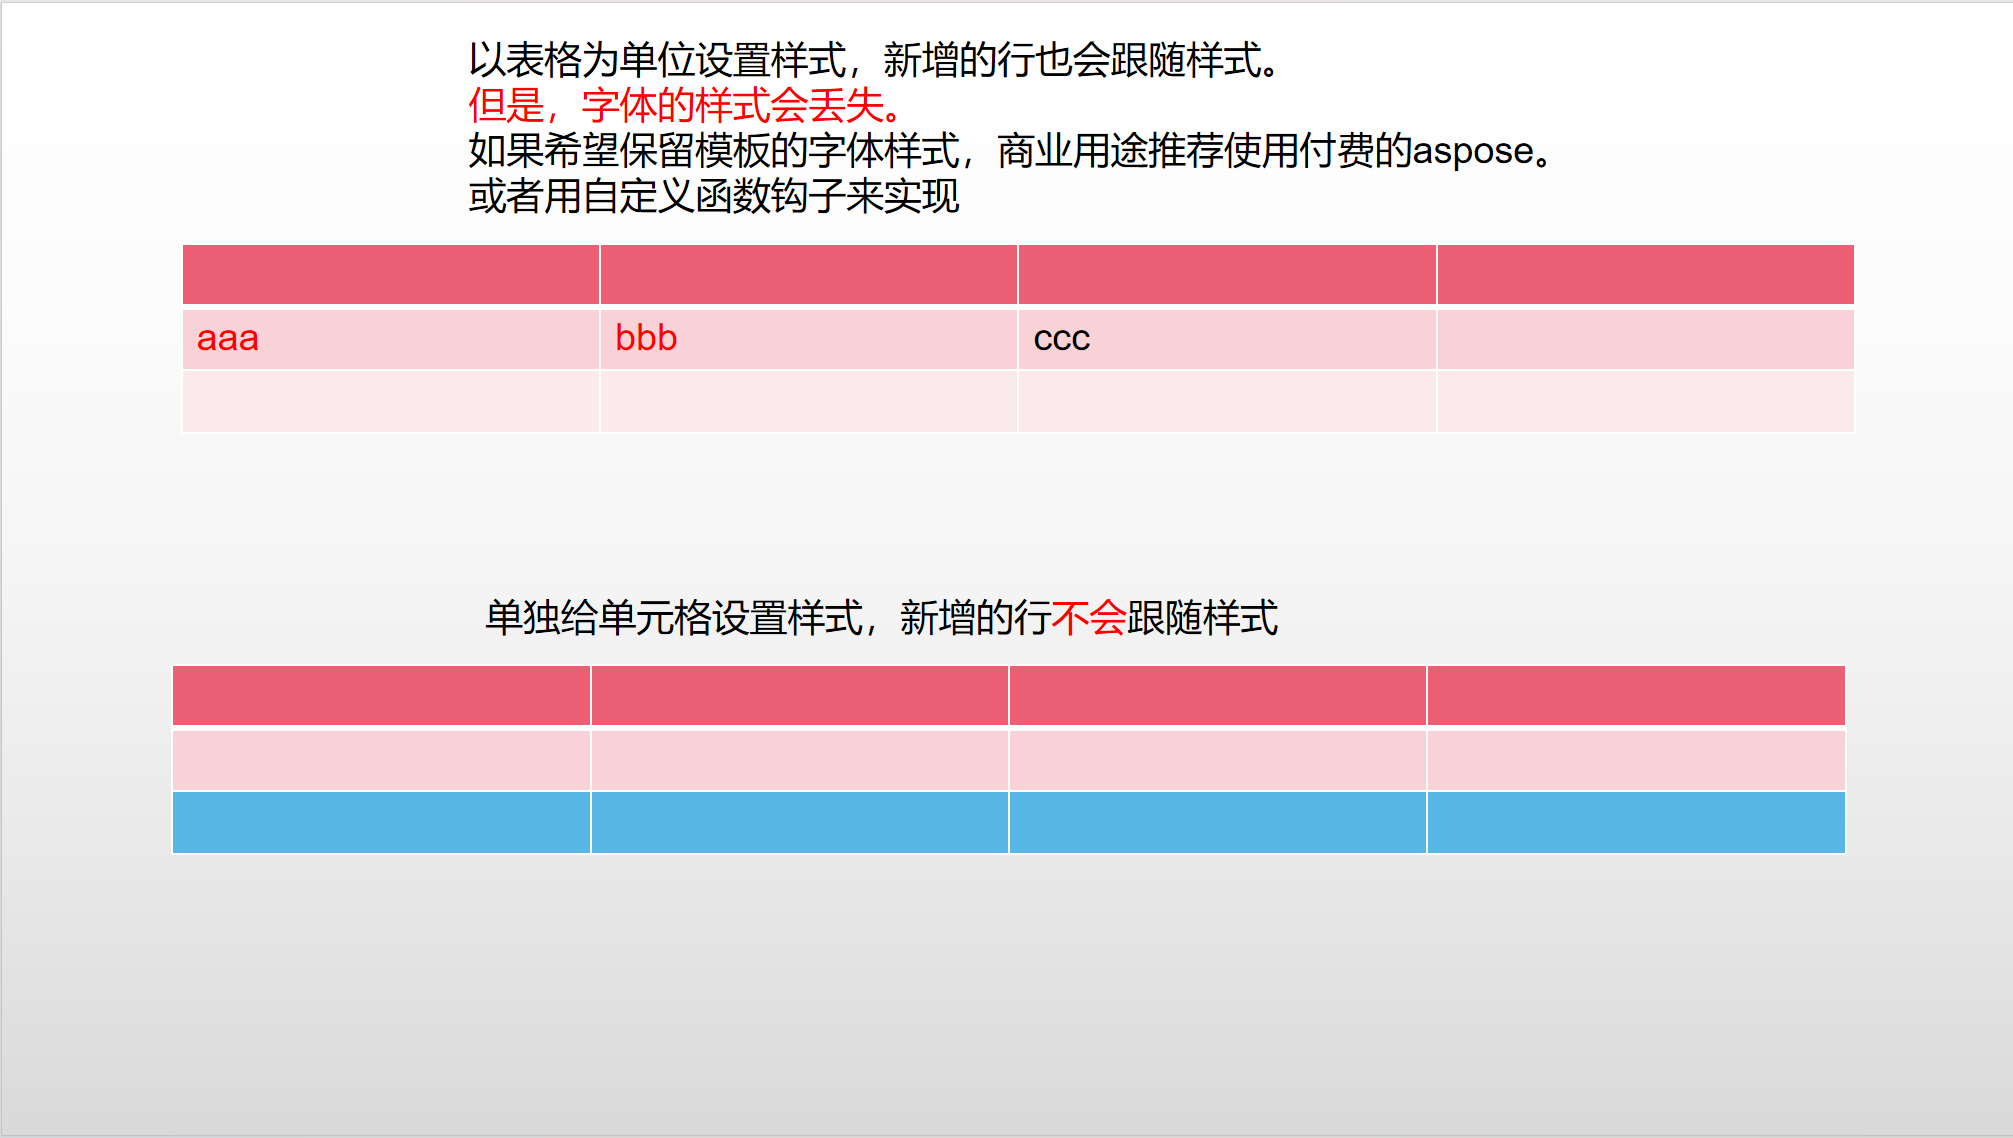 以表格为单位设置样式，新增的行也会跟随样式。
但是，字体的样式会丢失。
如果希望保留模板的字体样式，商业用途推荐使用付费的aspose。
或者用自定义函数钩子来实现
aaa bbb ccc
单独给单元格设置样式，新增的行不会跟随样式